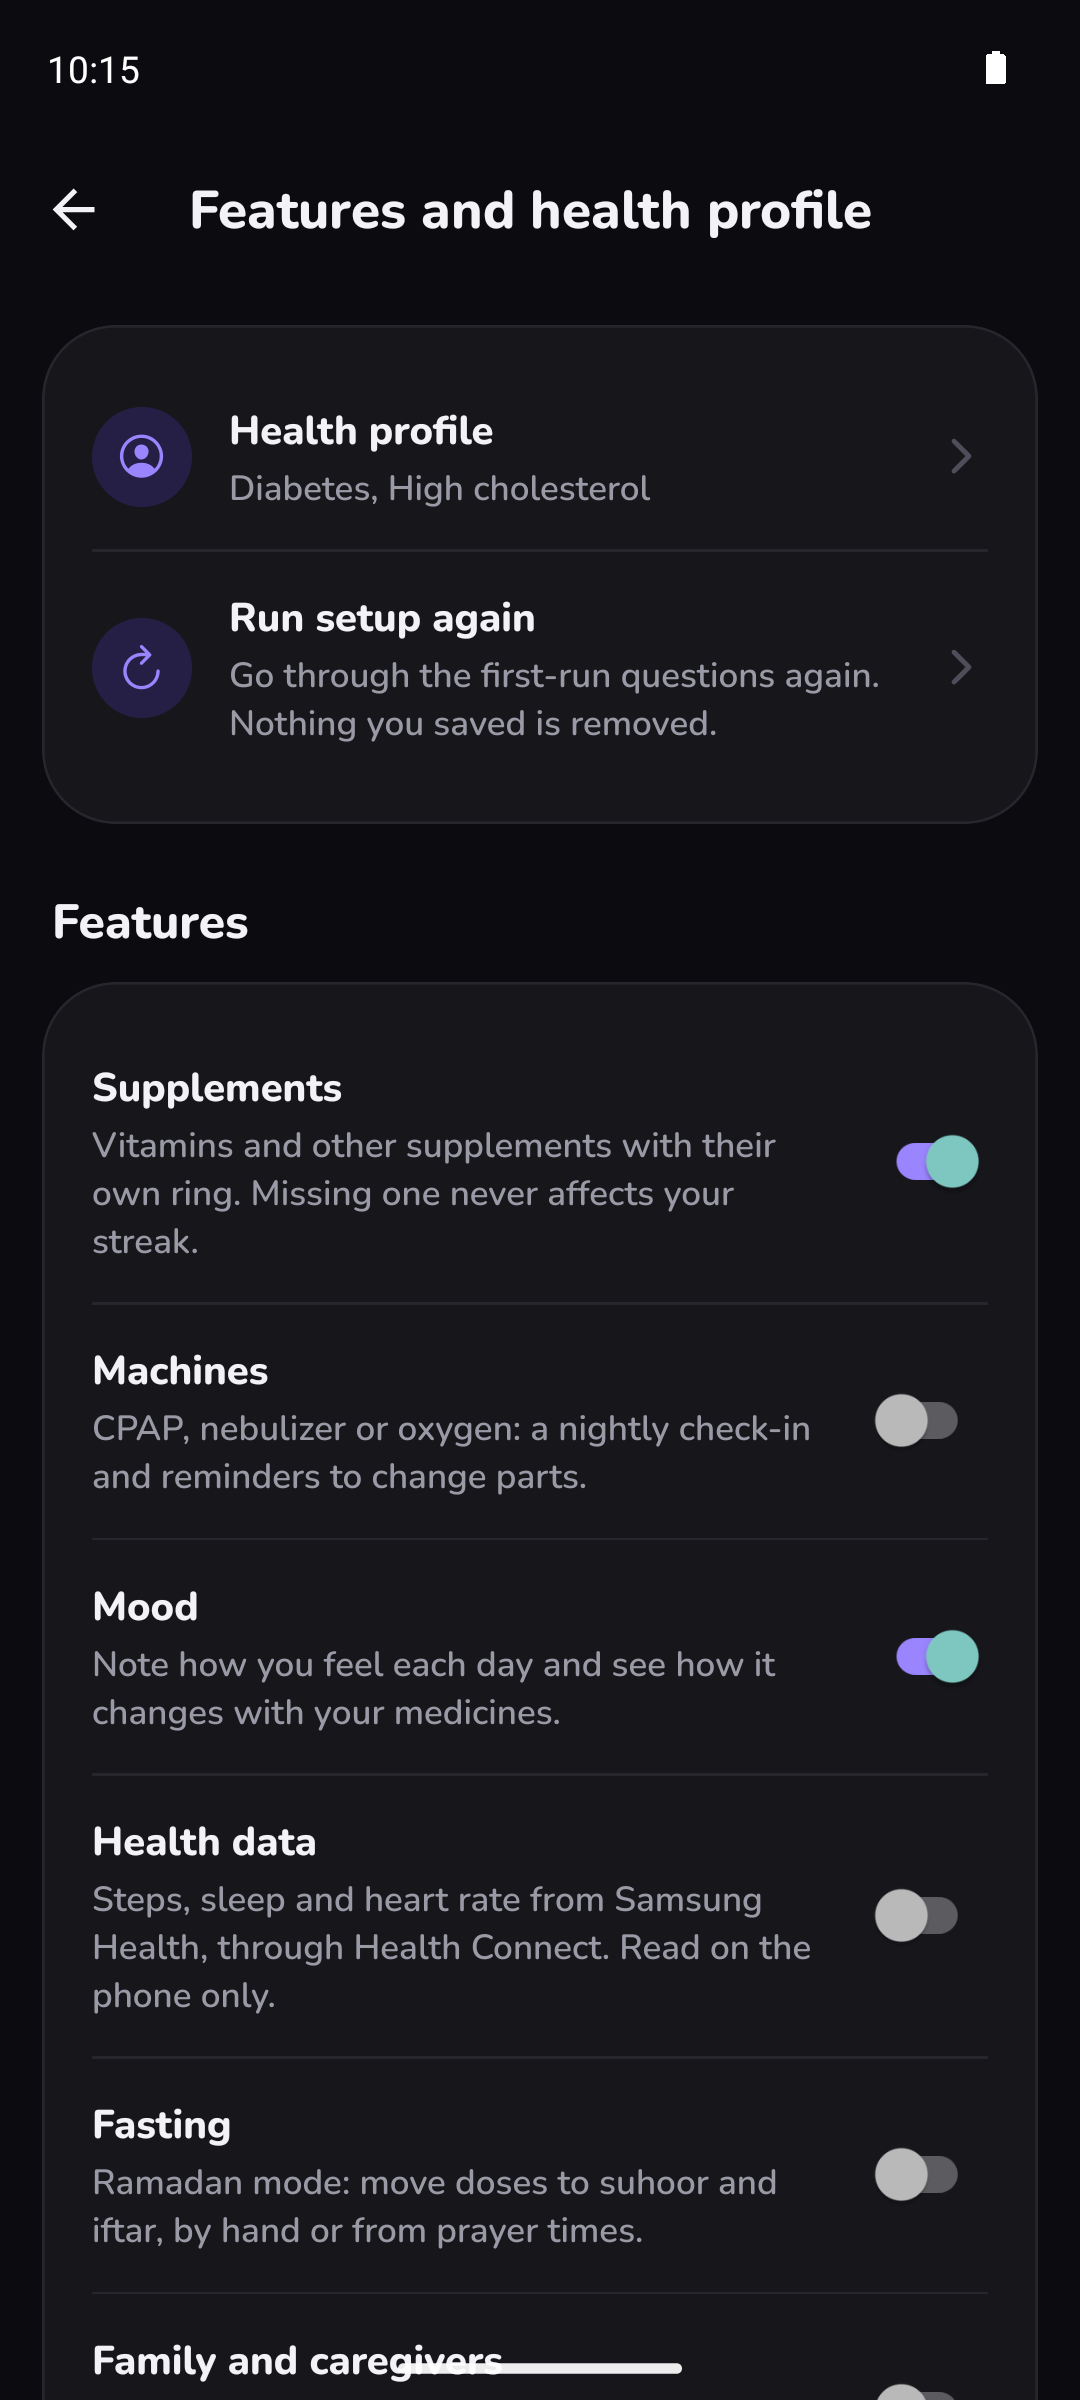 10:15
Features and health profile
Health profile
Diabetes, High cholesterol
Run setup again
Go through the first-run questions again.
Nothing you saved is removed.
Features
Supplements
Vitamins and other supplements with their
own ring. Missing one never affects your
streak.
Machines
CPAP, nebulizer or oxygen: a nightly check-in
and reminders to change parts.
Mood
Note how you feel each day and see how it
changes with your medicines.
Health data
Steps, sleep and heart rate from Samsung
Health, through Health Connect. Read on the
phone only.
Fasting
Ramadan mode: move doses to suhoor and
iftar, by hand or from prayer times.
Family and caregivers